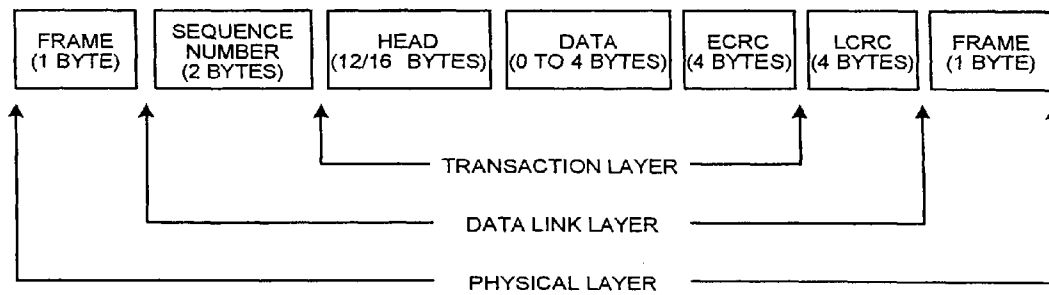 FRAME
(1 BYTE)
SEQUENCE
NUMBER
(2 BYTES)
HEAD
(12/16 BYTES)
DATA
(0 TO 4 BYTES)
ECRC
(4 BYTES)
LCRC
(4 BYTES)
FRAME
(1 BYTE)
TRANSACTION LAYER
DATA LINK LAYER
PHYSICAL LAYER